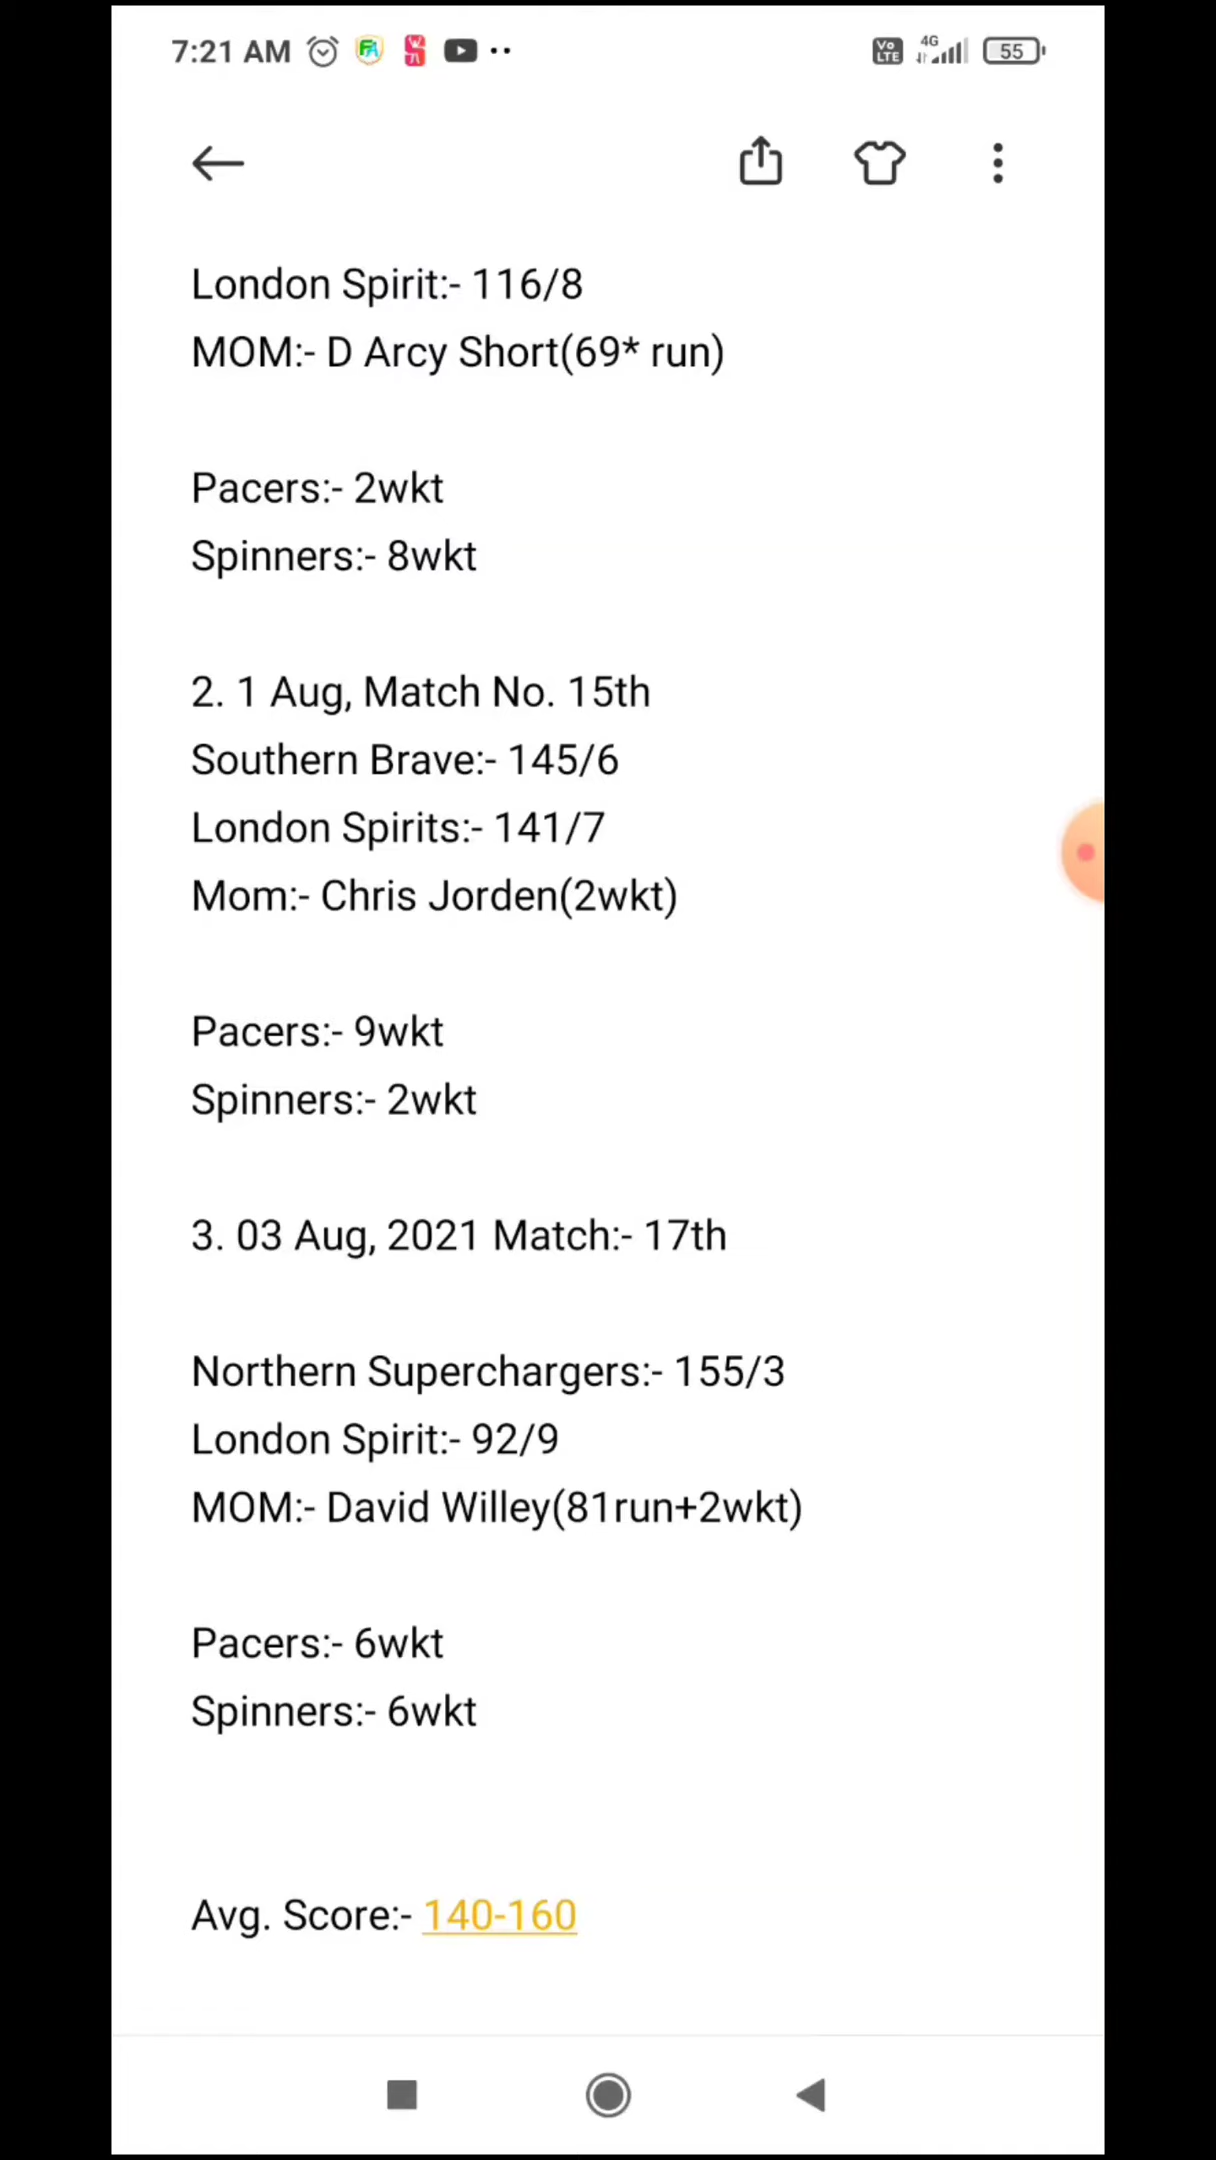 7:21 AM
Vo LTE 4G 55
London Spirit:- 116/8
MOM:- D Arcy Short(69* run)
Pacers:- 2wkt
Spinners:- 8wkt
2. 1 Aug, Match No. 15th
Southern Brave:- 145/6
London Spirits:- 141/7
Mom:- Chris Jorden(2wkt)
Pacers:- 9wkt
Spinners:- 2wkt
3. 03 Aug, 2021 Match:- 17th
Northern Superchargers:- 155/3
London Spirit:- 92/9
MOM:- David Willey(81run+2wkt)
Pacers:- 6wkt
Spinners:- 6wkt
Avg. Score:- 140-160